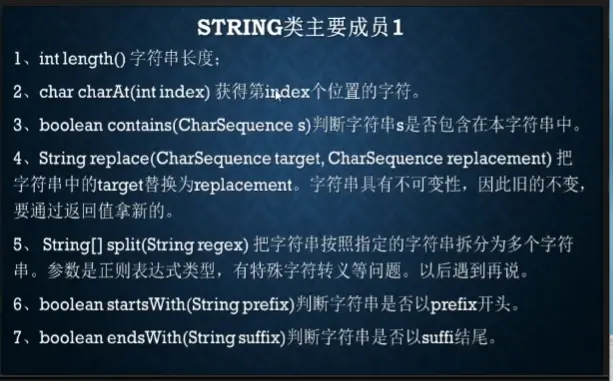 STRING类主要成员1
1、int length() 字符串长度；
2、char charAt(int index) 获得第index个位置的字符。
3、boolean contains(CharSequence s)判断字符串s是否包含在本字符串中。
4、String replace(CharSequence target, CharSequence replacement) 把
字符串中的target替换为replacement。字符串具有不可变性，因此旧的不变，
要通过返回值拿新的。
5、 String[] split(String regex) 把字符串按照指定的字符串拆分为多个字符
串。参数是正则表达式类型，有特殊字符转义等问题。以后遇到再说。
6、boolean startsWith(String prefix)判断字符串是否以prefix开头。
7、boolean endsWith(String suffix)判断字符串是否以suffi结尾。